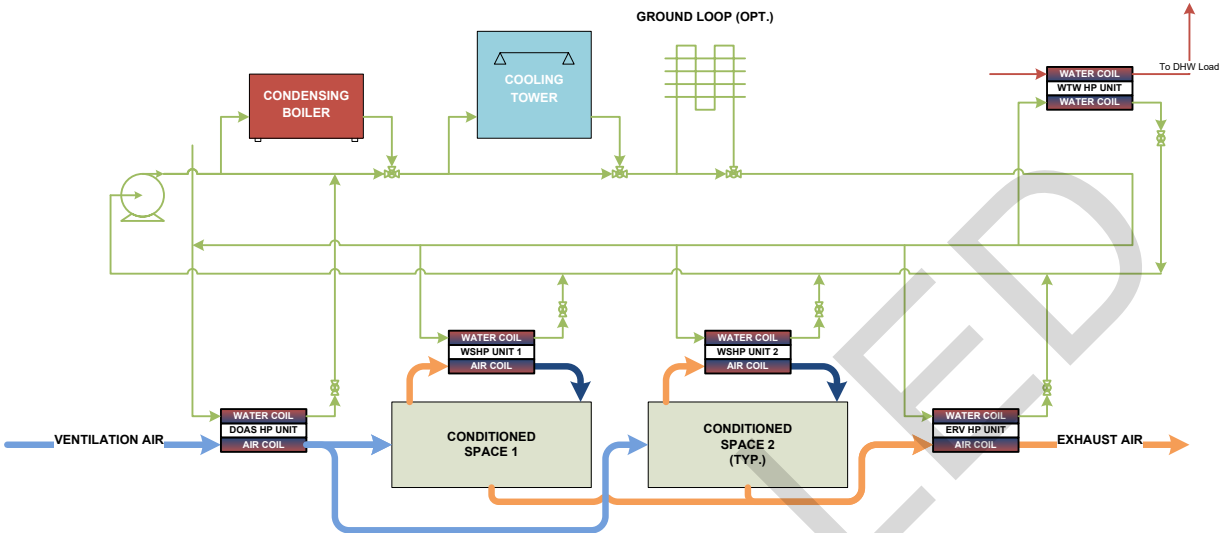 GROUND LOOP (OPT.)
To DHW Load
WATER COIL
WTW HP UNIT
WATER COIL
CONDENSING
BOILER
COOLING
TOWER
WATER COIL
WSHP UNIT 1
AIR COIL
WATER COIL
WSHP UNIT 2
AIR COIL
VENTILATION AIR
WATER COIL
DOAS HP UNIT
AIR COIL
CONDITIONED
SPACE 1
CONDITIONED
SPACE 2
(TYP.)
WATER COIL
ERV HP UNIT
AIR COIL
EXHAUST AIR
LED